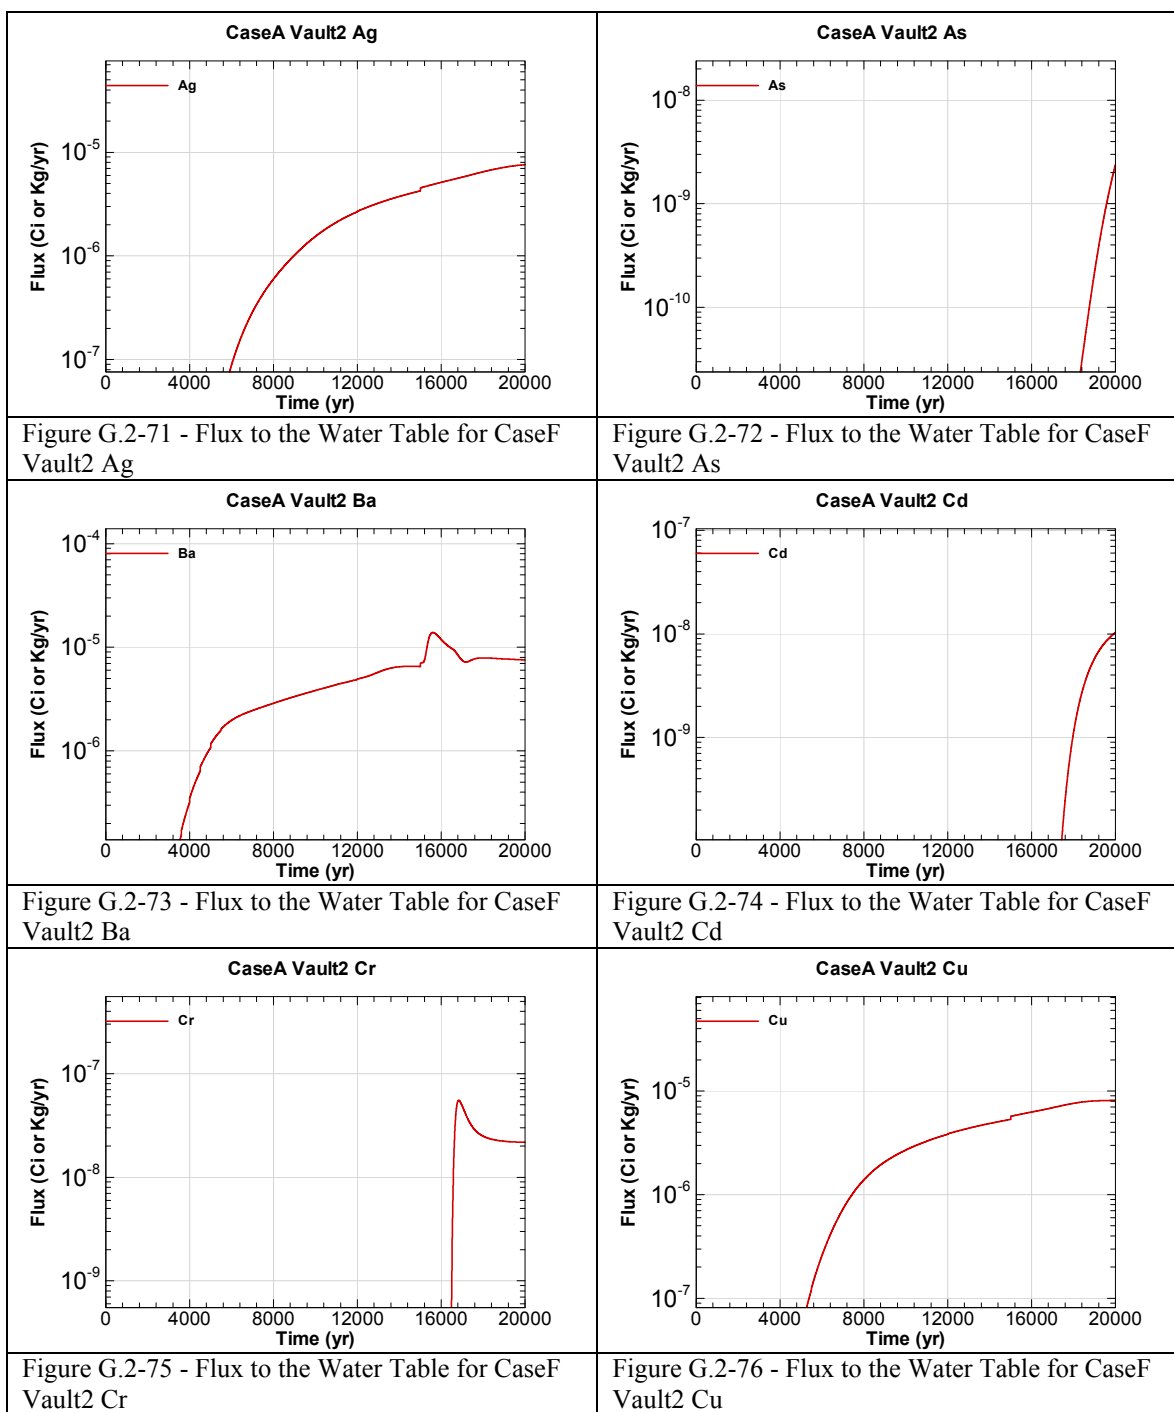 CaseA Vault2 Ag
Flux (Ci or Kg/yr)
Ag
10-5
10-6
10-7
0 4000 8000 12000 16000 20000
Time (yr)
Figure G.2-71 - Flux to the Water Table for CaseF
Vault2 Ag
CaseA Vault2 As
Flux (Ci or Kg/yr)
As
10-8
10-9
10-10
0 4000 8000 12000 16000 20000
Time (yr)
Figure G.2-72 - Flux to the Water Table for CaseF
Vault2 As
CaseA Vault2 Ba
Flux (Ci or Kg/yr)
10-4
Ba
10-5
10-6
0 4000 8000 12000 16000 20000
Time (yr)
Figure G.2-73 - Flux to the Water Table for CaseF
Vault2 Ba
CaseA Vault2 Cd
Flux (Ci or Kg/yr)
10-7
Cd
10-8
10-9
0 4000 8000 12000 16000 20000
Time (yr)
Figure G.2-74 - Flux to the Water Table for CaseF
Vault2 Cd
CaseA Vault2 Cr
Flux (Ci or Kg/yr)
Cr
10-7
10-8
10-9
0 4000 8000 12000 16000 20000
Time (yr)
Figure G.2-75 - Flux to the Water Table for CaseF
Vault2 Cr
CaseA Vault2 Cu
Flux (Ci or Kg/yr)
Cu
10-5
10-6
10-7
0 4000 8000 12000 16000 20000
Time (yr)
Figure G.2-76 - Flux to the Water Table for CaseF
Vault2 Cu